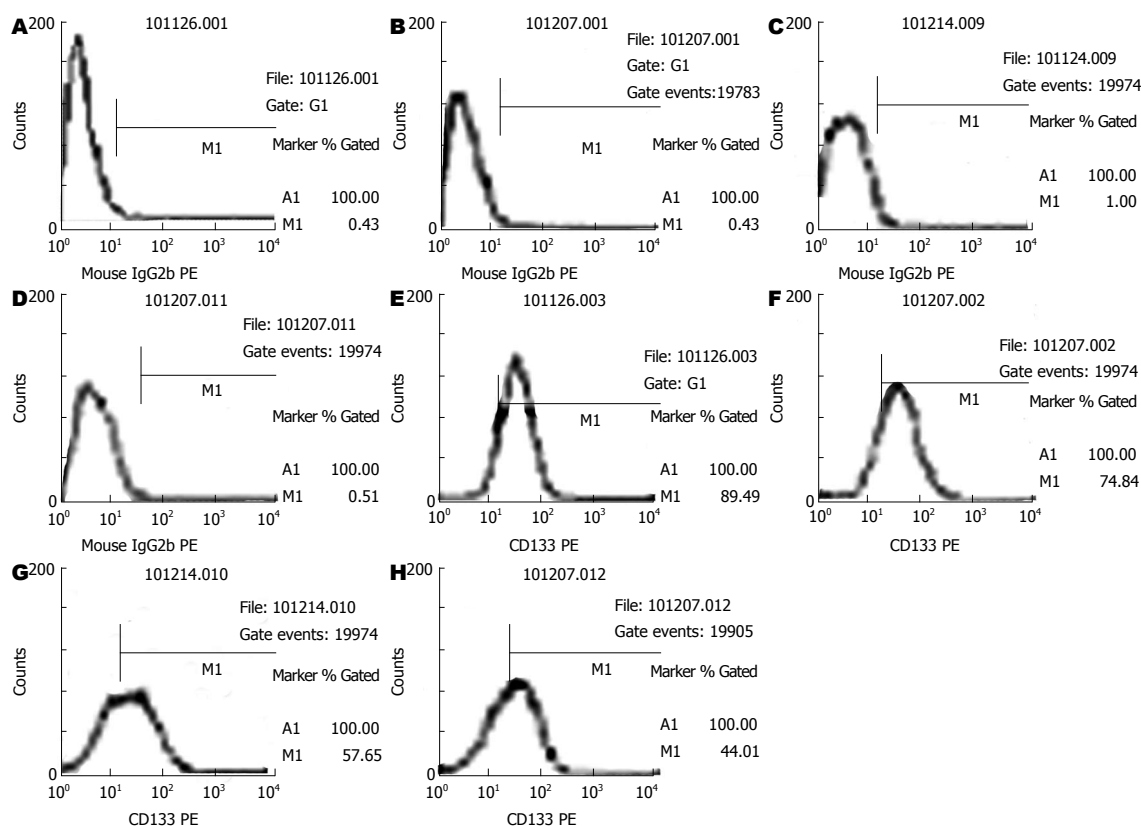 A
200
101126.001
File: 101126.001
Gate: G1
M1
Marker % Gated
A1 100.00
M1 0.43
Counts
0
10^0 10^1 10^2 10^3 10^4
Mouse IgG2b PE
B
200
101207.001
File: 101207.001
Gate: G1
Gate events:19783
M1
Marker % Gated
A1 100.00
M1 0.43
Counts
0
10^0 10^1 10^2 10^3 10^4
Mouse IgG2b PE
C
200
101214.009
File: 101124.009
Gate events: 19974
M1
Marker % Gated
A1 100.00
M1 1.00
Counts
0
10^0 10^1 10^2 10^3 10^4
Mouse IgG2b PE
D
200
101207.011
File: 101207.011
Gate events: 19974
M1
Marker % Gated
A1 100.00
M1 0.51
Counts
0
10^0 10^1 10^2 10^3 10^4
Mouse IgG2b PE
E
200
101126.003
File: 101126.003
Gate: G1
M1
Marker % Gated
A1 100.00
M1 89.49
Counts
0
10^0 10^1 10^2 10^3 10^4
CD133 PE
F
200
101207.002
File: 101207.002
Gate events: 19974
M1
Marker % Gated
A1 100.00
M1 74.84
Counts
0
10^0 10^1 10^2 10^3 10^4
CD133 PE
G
200
101214.010
File: 101214.010
Gate events: 19974
M1
Marker % Gated
A1 100.00
M1 57.65
Counts
0
10^0 10^1 10^2 10^3 10^4
CD133 PE
H
200
101207.012
File: 101207.012
Gate events: 19905
M1
Marker % Gated
A1 100.00
M1 44.01
Counts
0
10^0 10^1 10^2 10^3 10^4
CD133 PE